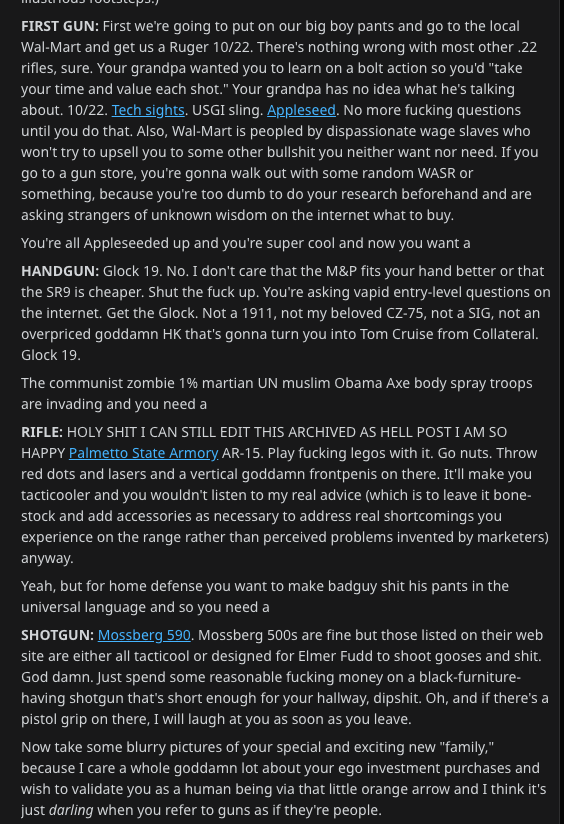 illustrious footsteps.)
FIRST GUN: First we're going to put on our big boy pants and go to the local
Wal-Mart and get us a Ruger 10/22. There's nothing wrong with most other .22
rifles, sure. Your grpandpa wanted you to learn on a bolt action so you'd "take
your time and value each shot." Your grandpa has no idea what he's talking
about. 10/22. Tech sights. USGI sling. Appleseed. No more fucking questions
until you do that. Also, Wal-Mart is peopled by dispassionate wage slaves who
won't try to upsell you to some other bullshit you neither want nor need. If you
go to a gun store, you're gonna walk out with some random WASR or
something, because you're too dumb to do your research beforehand and are
asking strangers of unknown wisdom on the internet what to buy.
You're all Appleseeded up and you're super cool and now you want a
HANDGUN: Glock 19. No. I don't care that the M&P fits your hand better or that
the SR9 is cheaper. Shut the fuck up. You're asking vapid entry-level questions on
the internet. Get the Glock. Not a 1911, not my beloved CZ-75, not a SIG, not an
overpriced goddamn HK that's gonna turn you into Tom Cruise from Collateral.
Glock 19.
The communist zombie 1% martian UN muslim Obama Axe body spray troops
are invading and you need a
RIFLE: HOLY SHIT I CAN STILL EDIT THIS ARCHIVED AS HELL POST I AM SO
HAPPY Palmetto State Armory AR-15. Play fucking legos with it. Go nuts. Throw
red dots and lasers and a vertical goddamn frontpenis on there. It'll make you
tacticooler and you wouldn't listen to my real advice (which is to leave it bone-
stock and add accessories as necessary to address real shortcomings you
experience on the range rather than perceived problems invented by marketers)
anyway.
Yeah, but for home defense you want to make badguy shit his pants in the
universal language and so you need a
SHOTGUN: Mossberg 590. Mossberg 500s are fine but those listed on their web
site are either all tacticool or designed for Elmer Fudd to shoot gooses and shit.
God damn. Just spend some reasonable fucking money on a black-furniture-
having shotgun that's short enough for your hallway, dipshit. Oh, and if there's a
pistol grip on there, I will laugh at you as soon as you leave.
Now take some blurry pictures of your special and exciting new "family,"
because I care a whole goddamn lot about your ego investment purchases and
wish to validate you as a human being via that little orange arrow and I think it's
just darling when you refer to guns as if they're people.